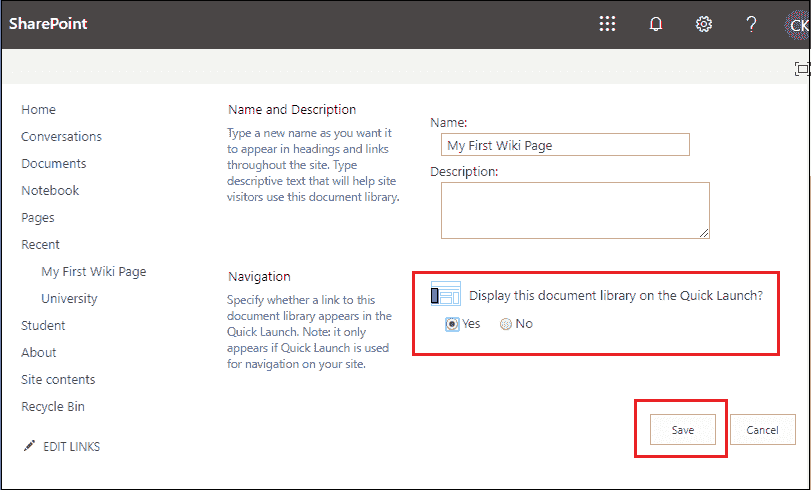 SharePoint
CK
Home
Conversations
Documents
Notebook
Pages
Recent
My First Wiki Page
University
Student
About
Site contents
Recycle Bin
EDIT LINKS
Name and Description
Type a new name as you want it
to appear in headings and links
throughout the site. Type
descriptive text that will help site
visitors use this document library.
Name:
My First Wiki Page
Description:
Navigation
Specify whether a link to this
document library appears in the
Quick Launch. Note: it only
appears if Quick Launch is used
for navigation on your site.
Display this document library on the Quick Launch?
Yes No
Save Cancel